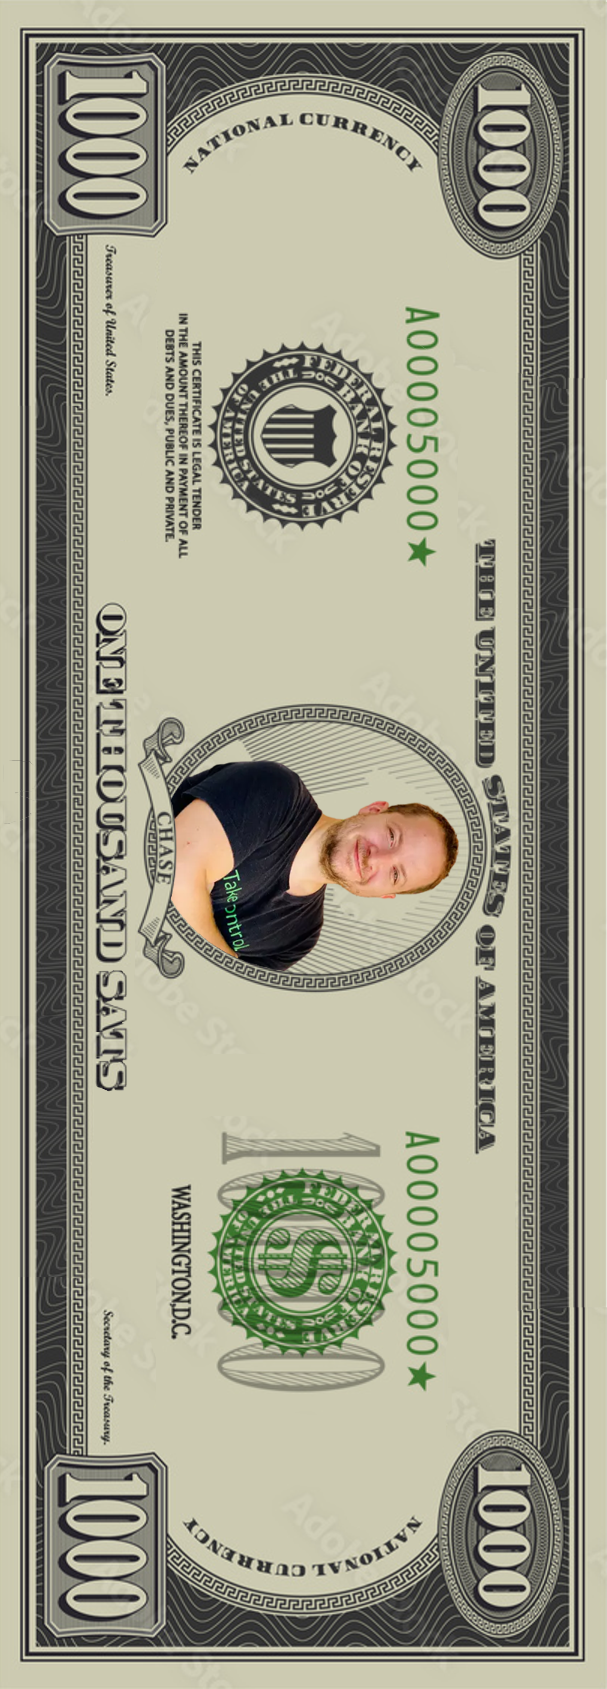 1000
NATIONAL CURRENCY
NATIONAL CURRENCY
1000
THE UNITED STATES OF AMERICA
A00005000★
A00005000★
FEDERAL RESERVE
BANK OF
THE UNITED STATES
OF AMERICA
1000
FEDERAL RESERVE
BANK OF
THE UNITED STATES
OF AMERICA
$
THIS CERTIFICATE IS LEGAL TENDER
IN THE AMOUNT THEREOF IN PAYMENT OF ALL
DEBTS AND DUES, PUBLIC AND PRIVATE.
Take
ontrol
WASHINGTON,D.C.
CHASE
Treasurer of United States.
Secretary of the Treasury.
1000
ONE THOUSAND SATS
1000